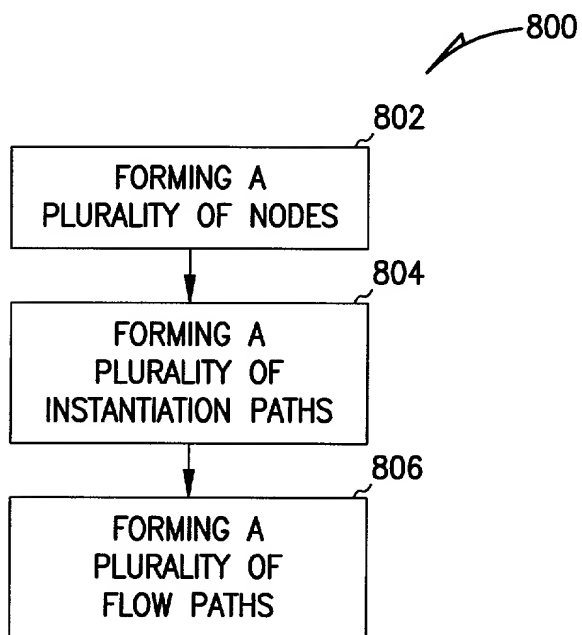 800
802
FORMING A
PLURALITY OF NODES
804
FORMING A
PLURALITY OF
INSTANTIATION PATHS
806
FORMING A
PLURALITY OF
FLOW PATHS